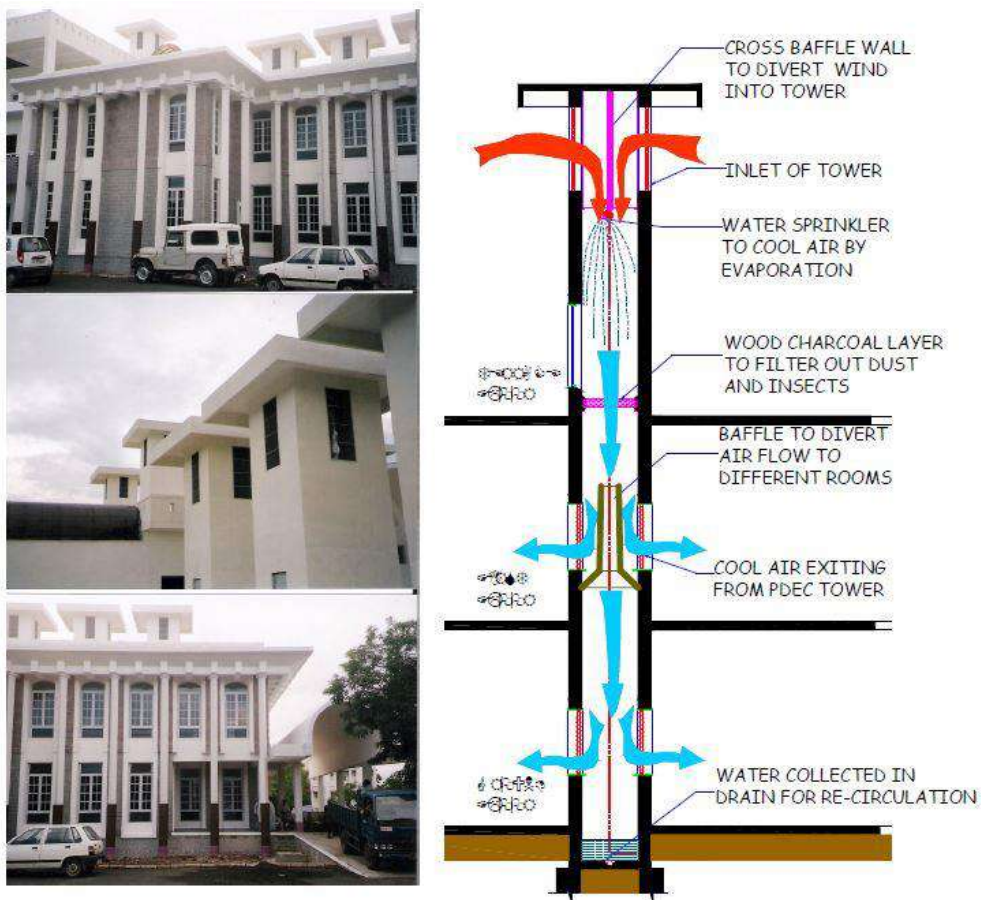 CROSS BAFFLE WALL
TO DIVERT WIND
INTO TOWER
INLET OF TOWER
WATER SPRINKLER
TO COOL AIR BY
EVAPORATION
WOOD CHARCOAL LAYER
TO FILTER OUT DUST
AND INSECTS
BAFFLE TO DIVERT
AIR FLOW TO
DIFFERENT ROOMS
COOL AIR EXITING
FROM PDEC TOWER
WATER COLLECTED IN
DRAIN FOR RE-CIRCULATION